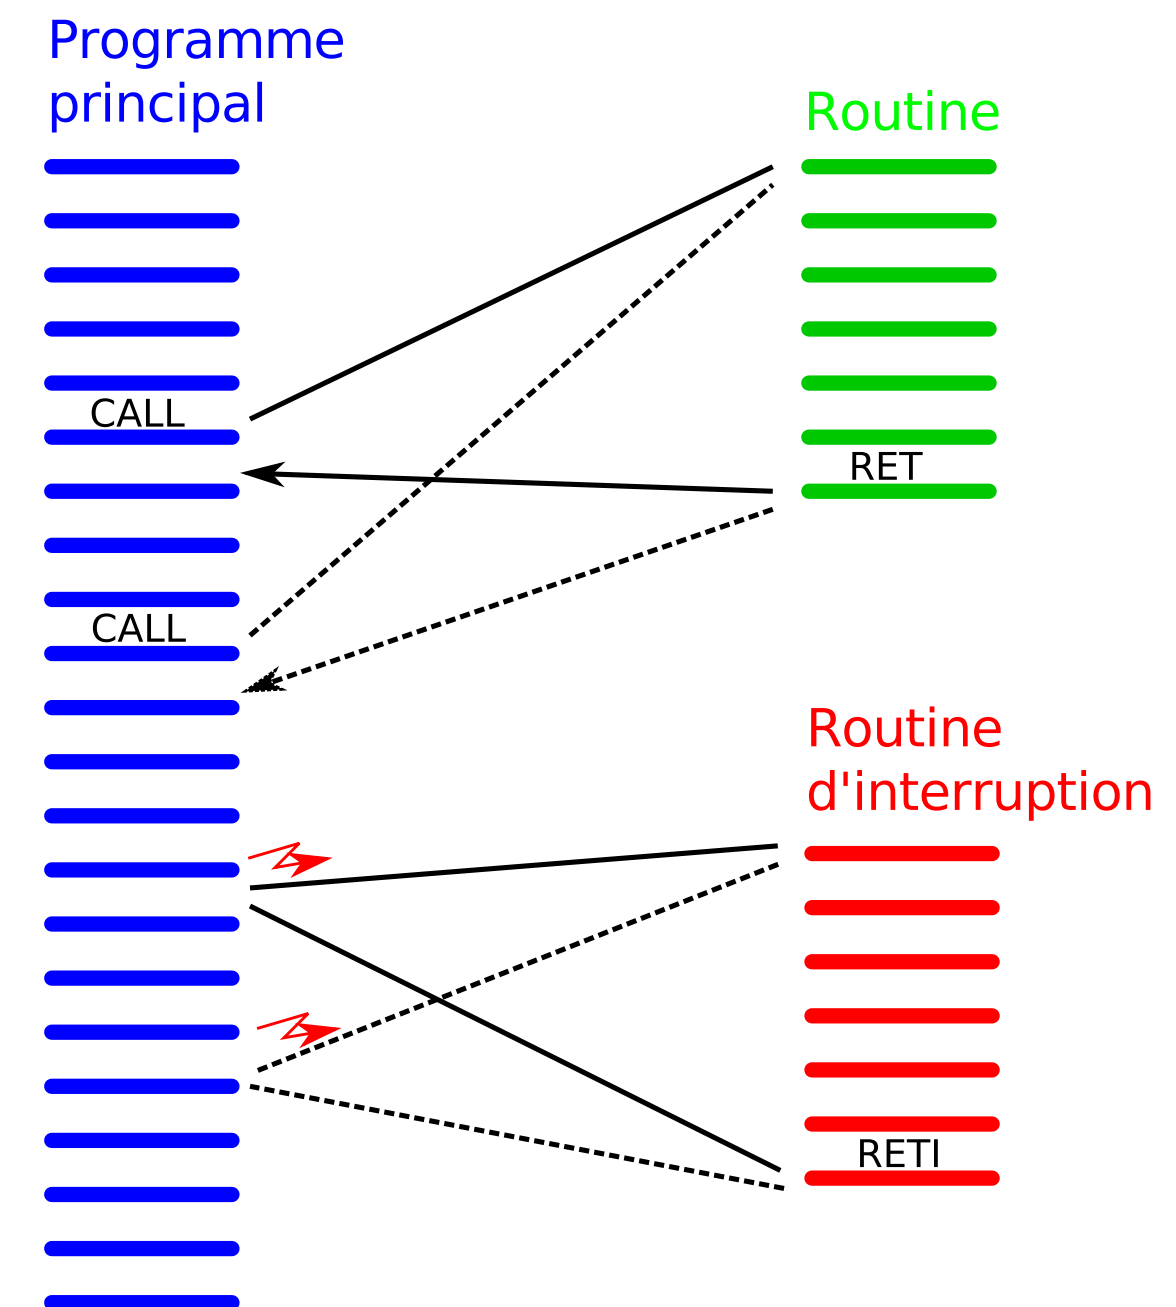 Programme
principal
Routine
CALL
RET
CALL
Routine
d'interruption
RETI